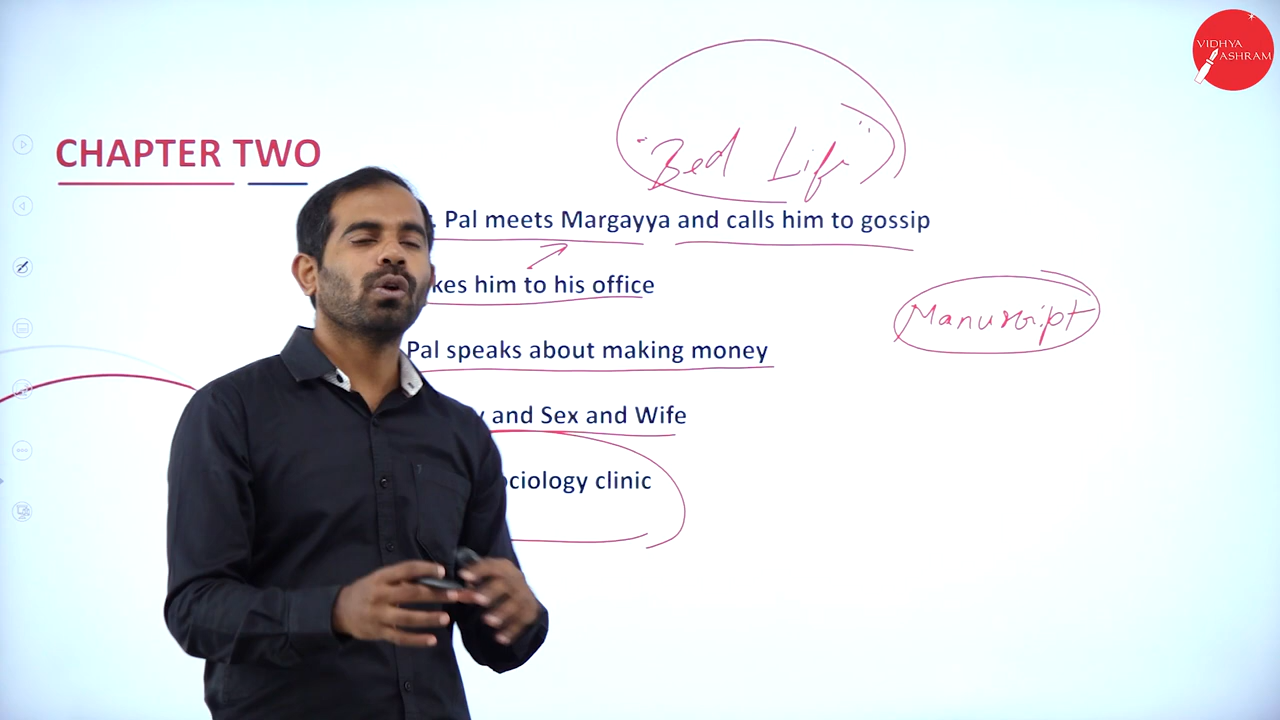 VIDHYA
ASHRAM
CHAPTER TWO
"Bed Life"
. Pal meets Margayya and calls him to gossip
kes him to his office
Manuscript
Pal speaks about making money
y and Sex and Wife
ociology clinic